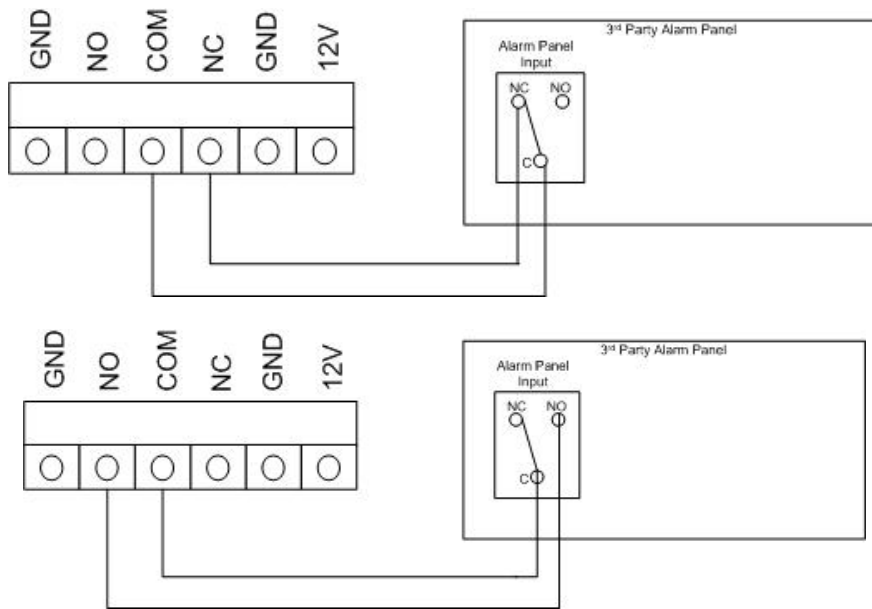 GND NO COM NC GND 12V
3rd Party Alarm Panel
Alarm Panel
Input
NC NO
C
GND NO COM NC GND 12V
3rd Party Alarm Panel
Alarm Panel
Input
NC NO
C